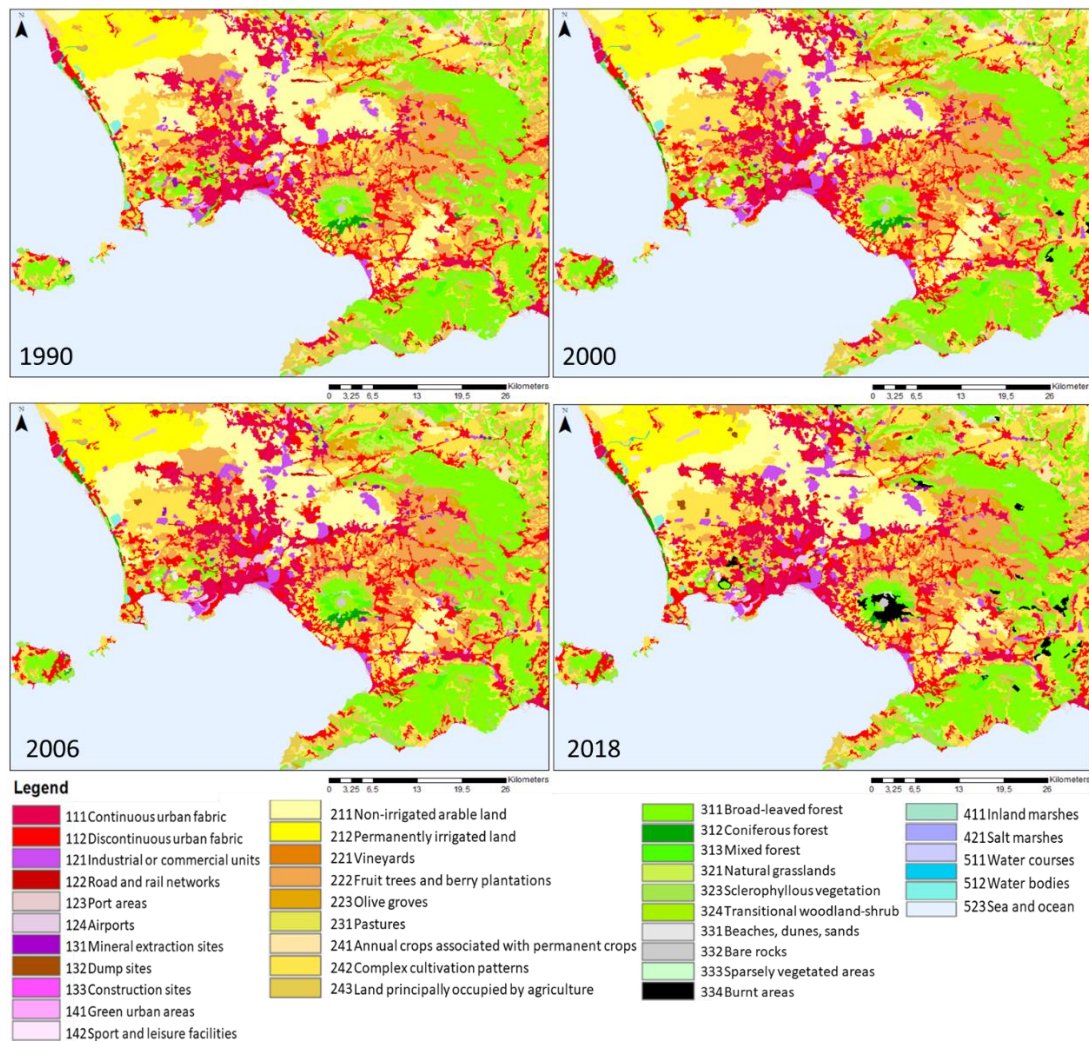 N
N
1990
2000
Kilometers
0 3,25 6,5 13 19,5 26
Kilometers
0 3,25 6,5 13 19,5 26
N
N
2006
2018
Kilometers
0 3,25 6,5 13 19,5 26
Kilometers
0 3,25 6,5 13 19,5 26
Legend
111 Continuous urban fabric
112 Discontinuous urban fabric
121 Industrial or commercial units
122 Road and rail networks
123 Port areas
124 Airports
131 Mineral extraction sites
132 Dump sites
133 Construction sites
141 Green urban areas
142 Sport and leisure facilities
211 Non-irrigated arable land
212 Permanently irrigated land
221 Vineyards
222 Fruit trees and berry plantations
223 Olive groves
231 Pastures
241 Annual crops associated with permanent crops
242 Complex cultivation patterns
243 Land principally occupied by agriculture
311 Broad-leaved forest
312 Coniferous forest
313 Mixed forest
321 Natural grasslands
323 Sclerophyllous vegetation
324 Transitional woodland-shrub
331 Beaches, dunes, sands
332 Bare rocks
333 Sparsely vegetated areas
334 Burnt areas
411 Inland marshes
421 Salt marshes
511 Water courses
512 Water bodies
523 Sea and ocean